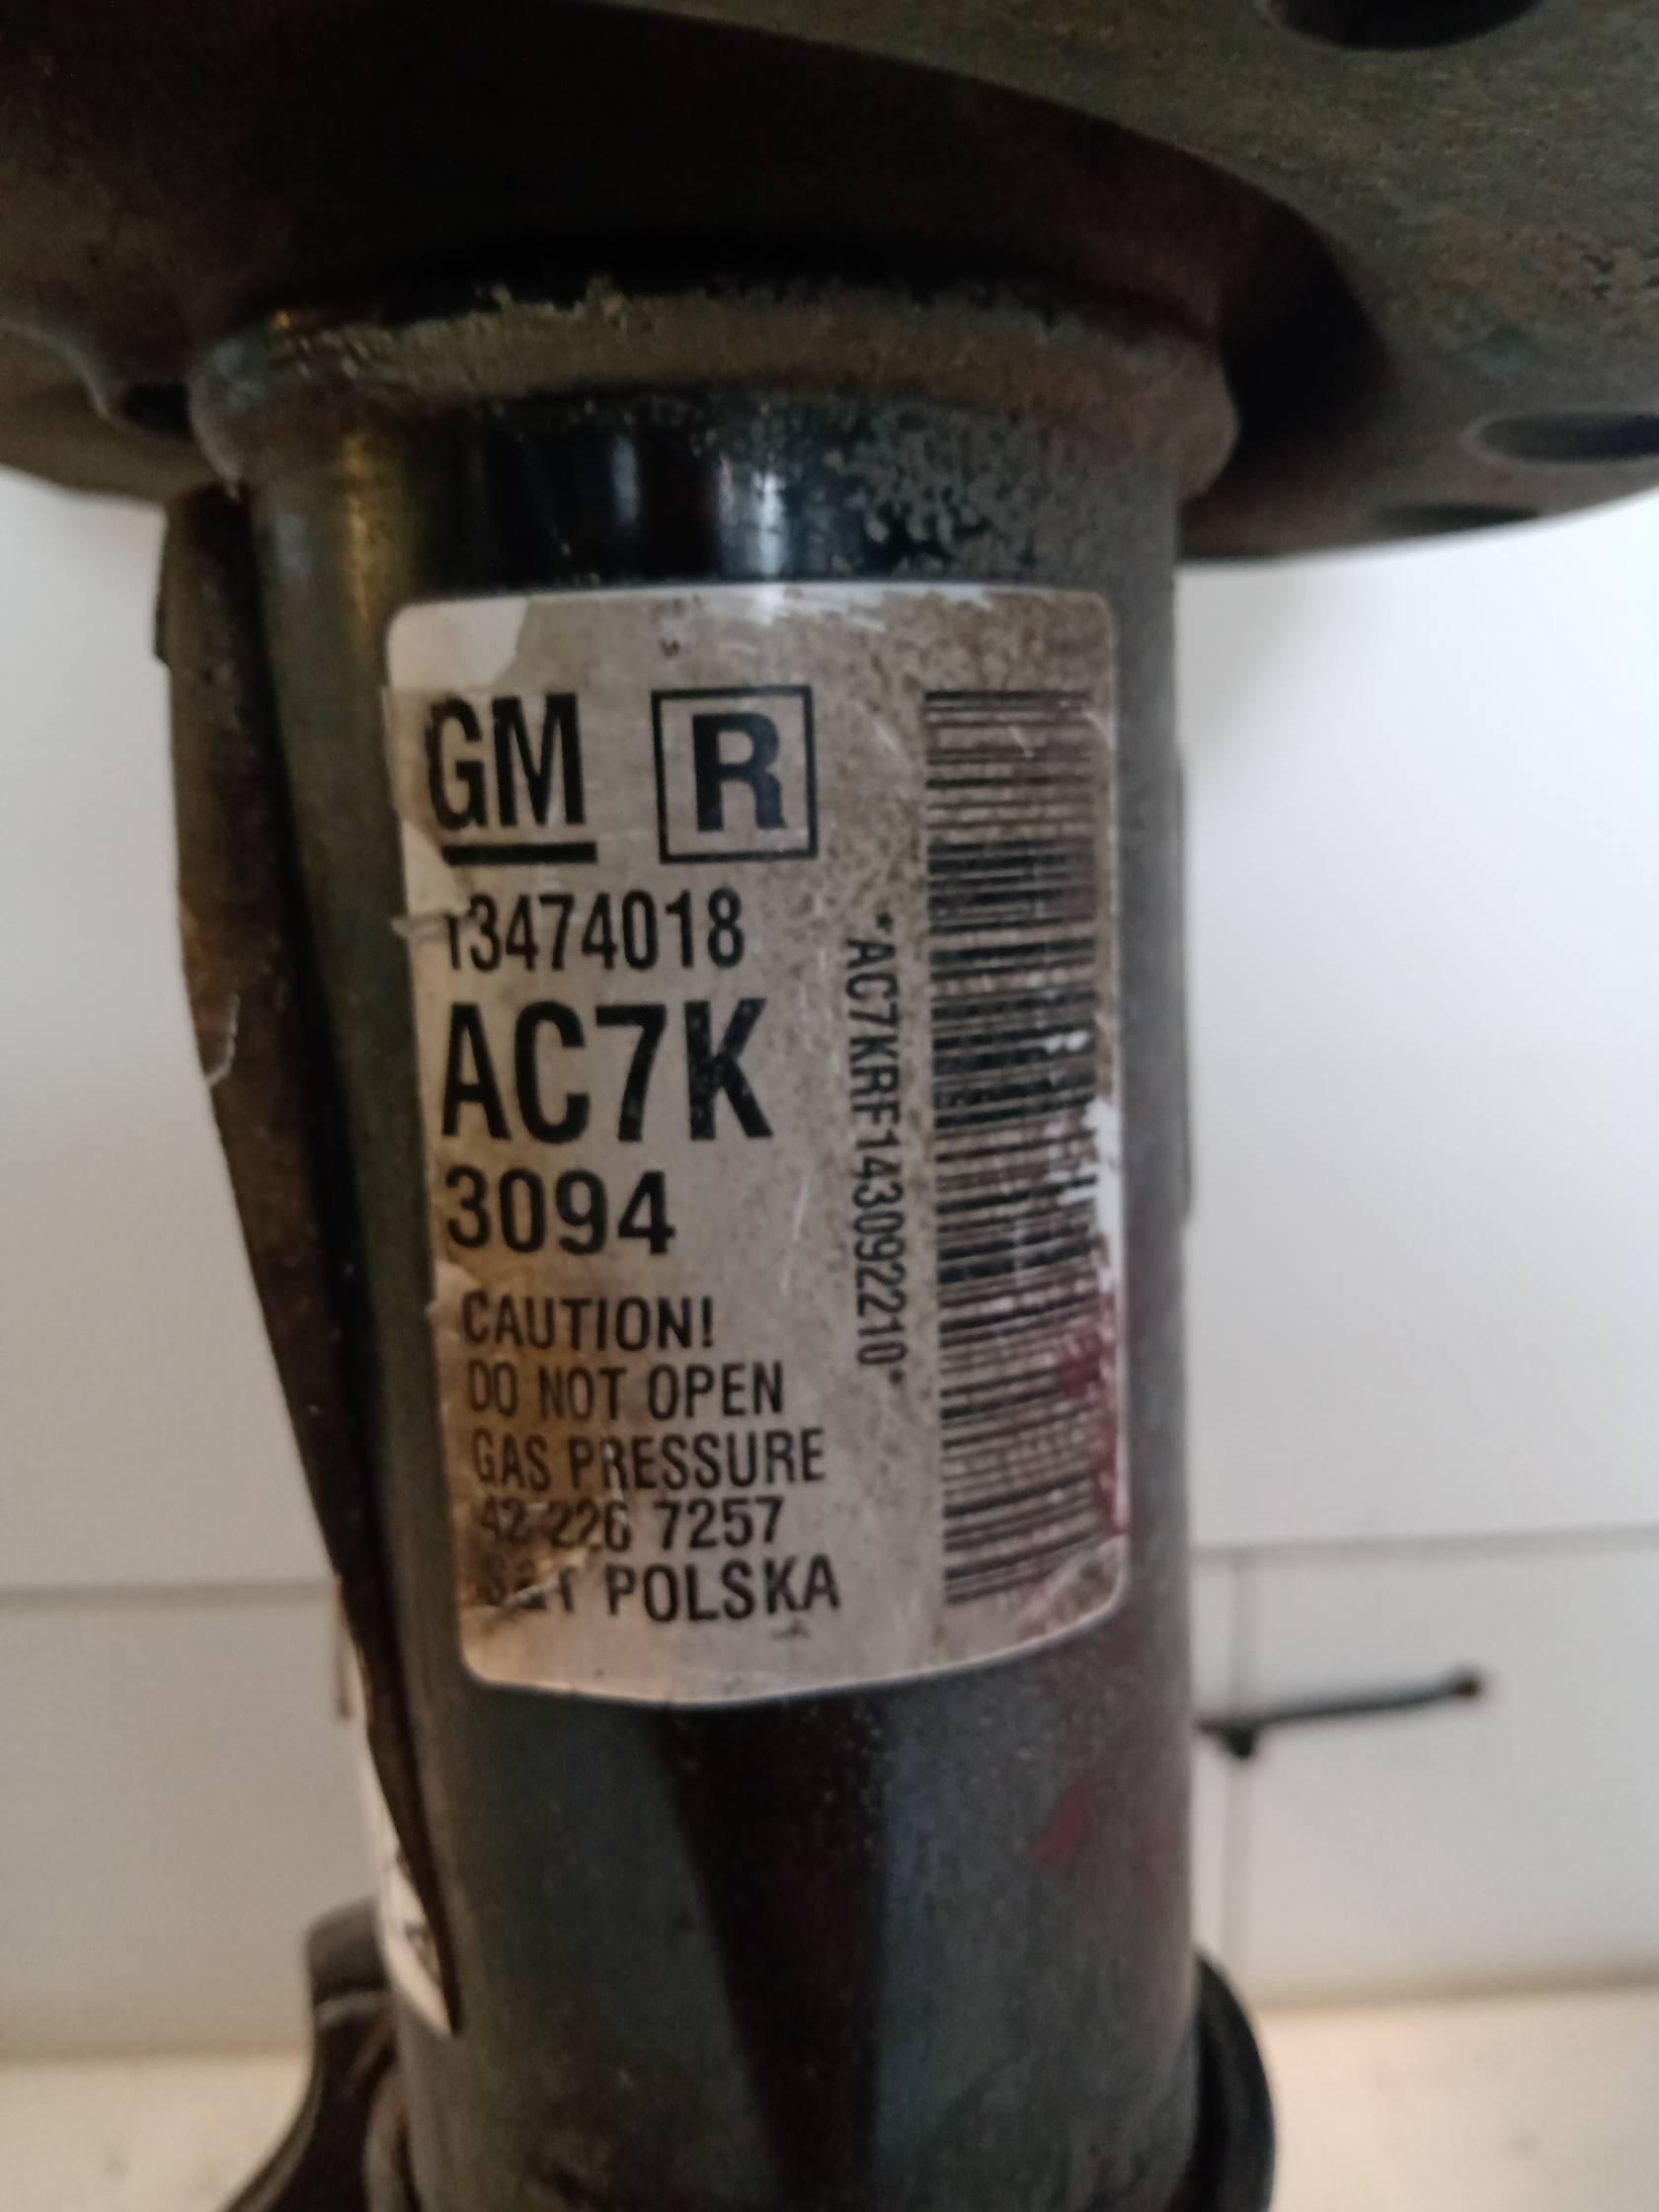 GM R
13474018
AC7K
3094
CAUTION!
DO NOT OPEN
GAS PRESSURE
42 226 7257
S&T POLSKA
*AC7KRF143092210*